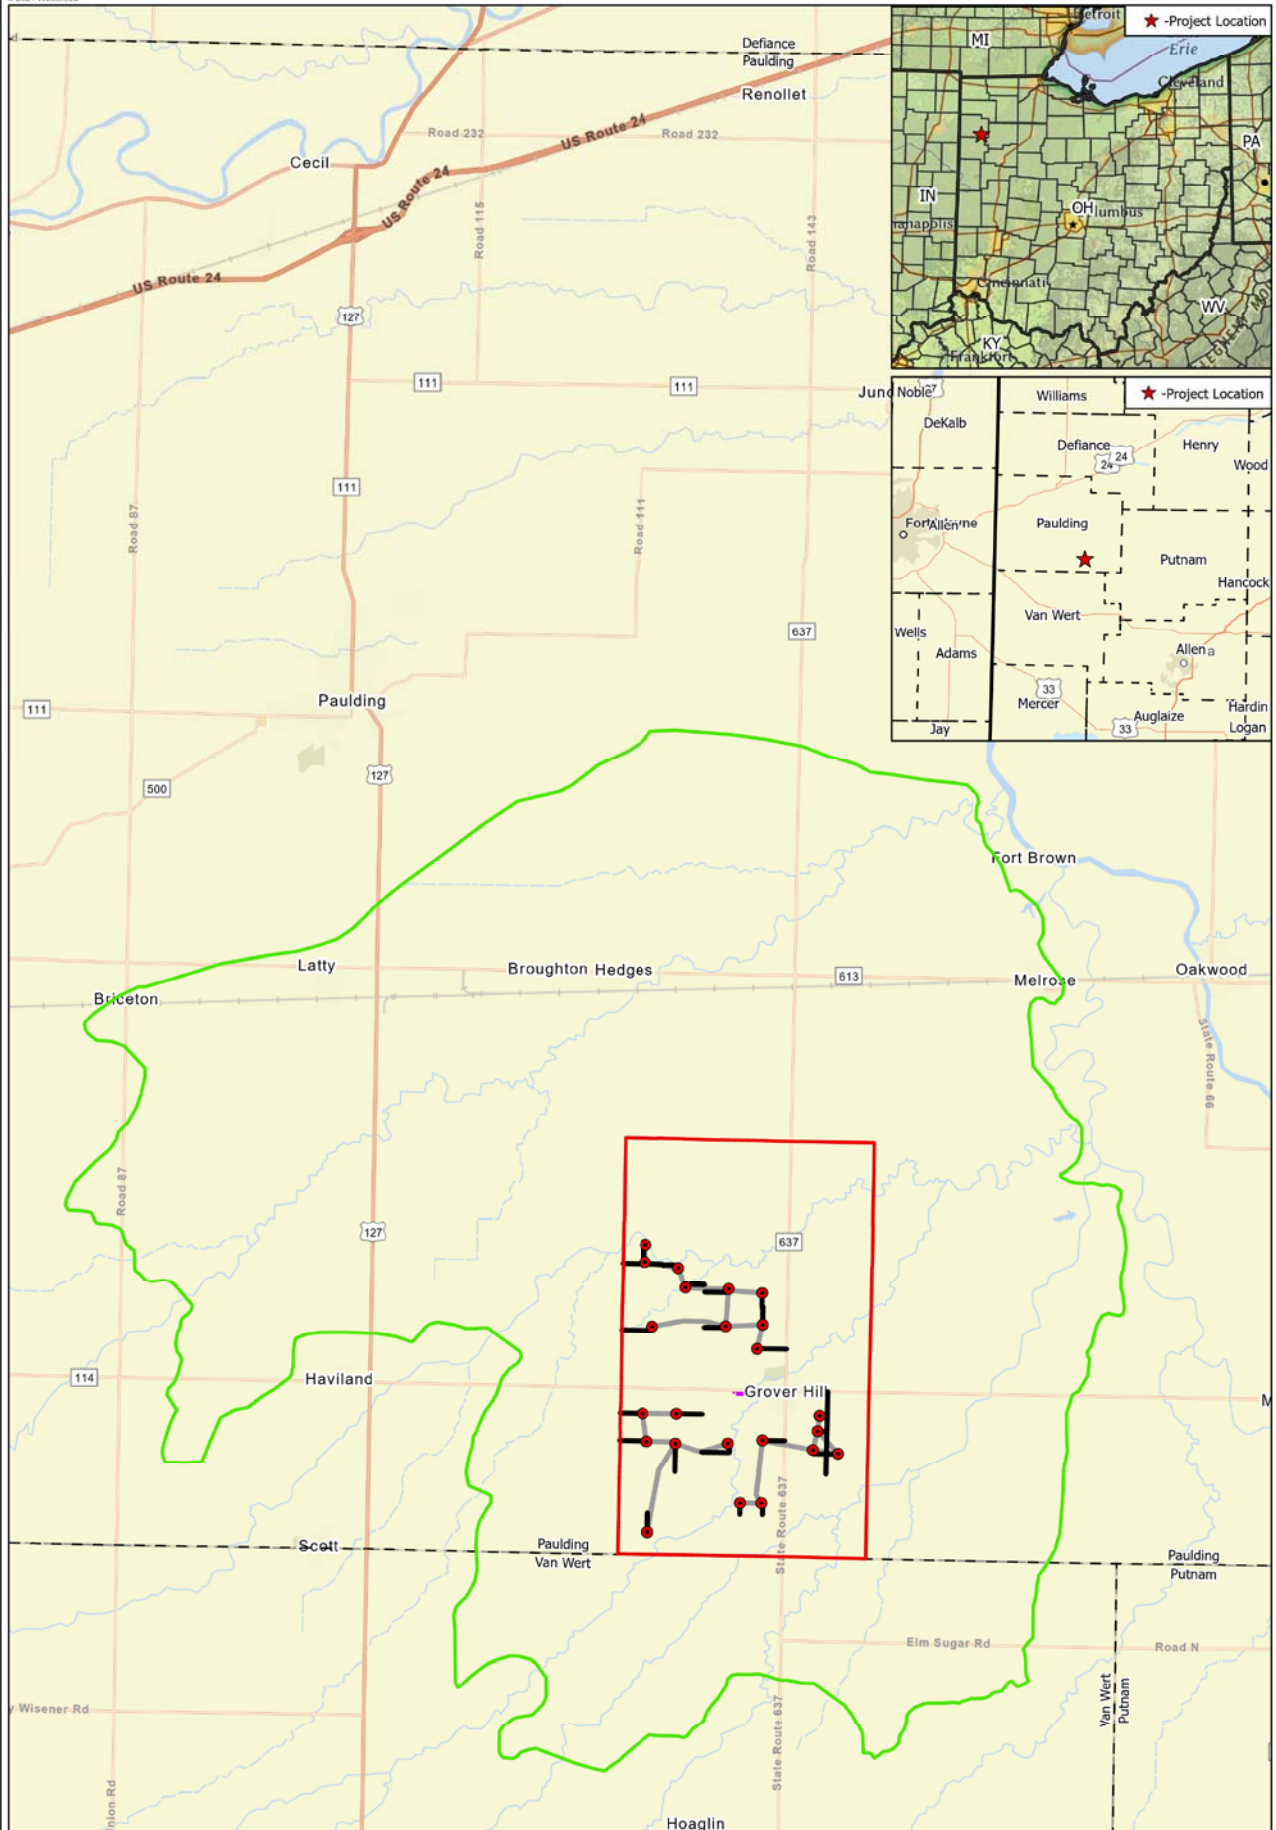 Defiance
Paulding
Renollet
Road 232
US Route 24
Road 232
Cecil
US Route 24
Road 115
Road 143
US Route 24
127
111
111
Road 87
111
Road 111
637
Paulding
111
127
500
Fort Brown
Latty
Broughton Hedges
613
Melrose
Oakwood
Briceton
State Route 66
Road 87
127
637
114
Haviland
Grover Hill
State Route 637
Scott
Paulding
Van Wert
Paulding
Putnam
Elm Sugar Rd
Road N
Wisener Rd
State Route 637
Van Wert
Putnam
Hoaglin
-Project Location
MI
Detroit
Erie
Cleveland
PA
IN
OH
Cincinnati
WV
KY
Frankfort
-Project Location
Noble
Williams
DeKalb
Defiance
24
24
Henry
Wood
Allen
Paulding
Putnam
Hancock
Van Wert
Wells
Adams
Allen
33
Mercer
Auglaize
Hardin
Jay
33
Logan